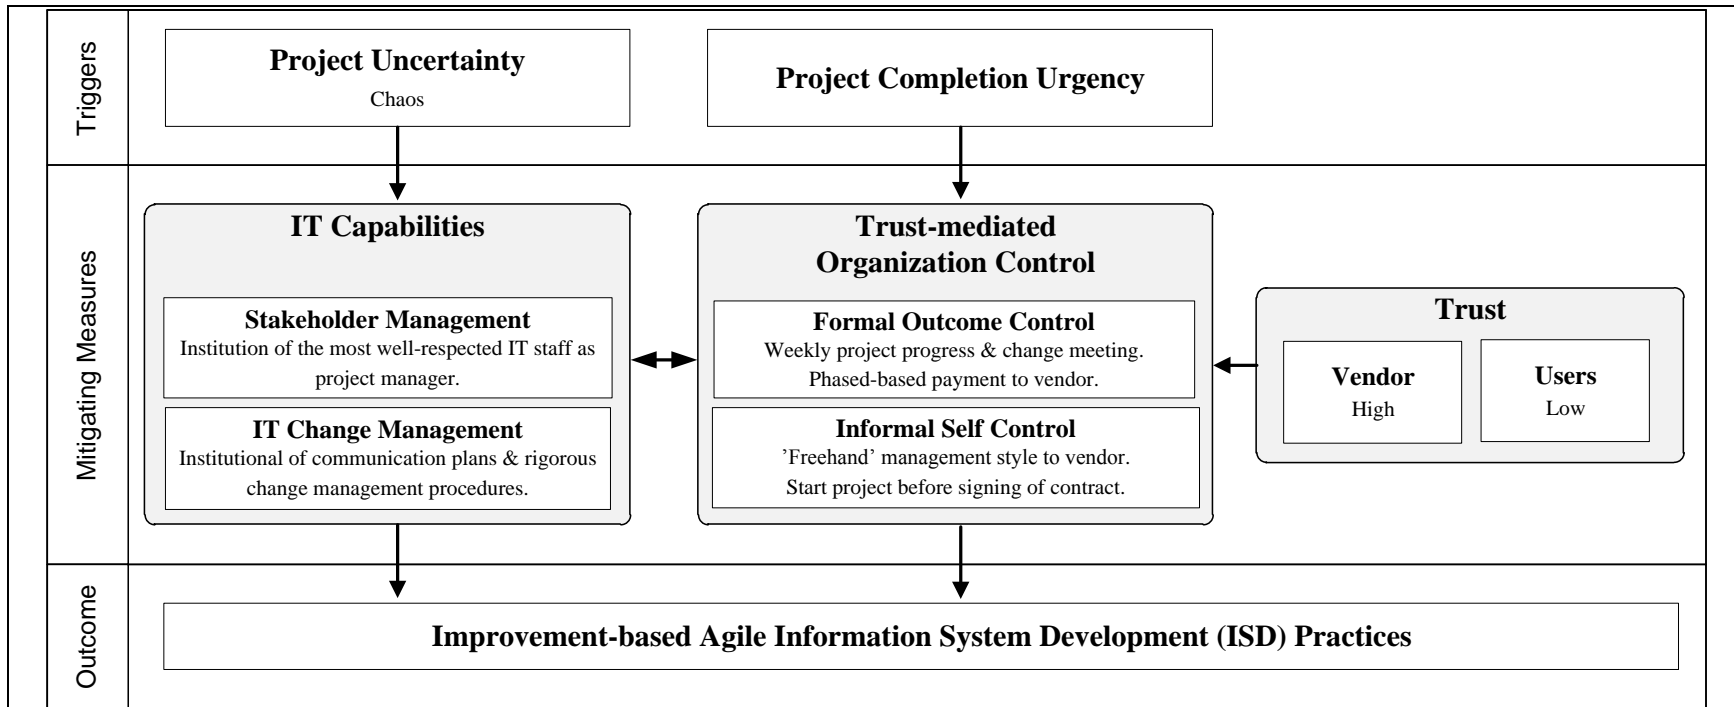 Triggers
Project Uncertainty
Chaos
Project Completion Urgency
Mitigating Measures
IT Capabilities
Stakeholder Management
Institution of the most well-respected IT staff as
project manager.
IT Change Management
Institutional of communication plans & rigorous
change management procedures.
Trust-mediated
Organization Control
Formal Outcome Control
Weekly project progress & change meeting.
Phased-based payment to vendor.
Informal Self Control
’Freehand’ management style to vendor.
Start project before signing of contract.
Trust
Vendor
High
Users
Low
Outcome
Improvement-based Agile Information System Development (ISD) Practices